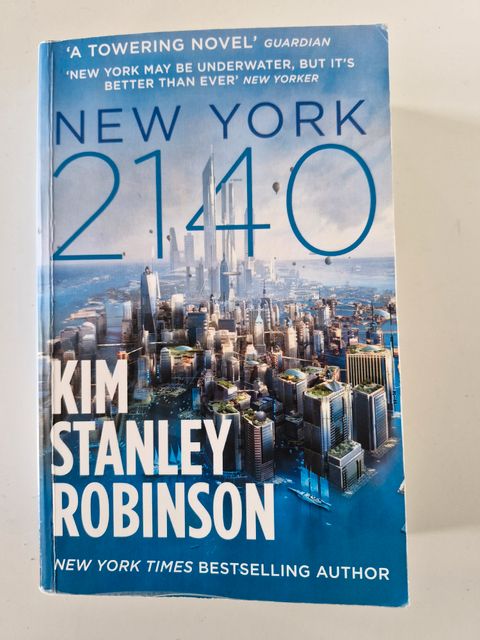 'A TOWERING NOVEL' GUARDIAN
'NEW YORK MAY BE UNDERWATER, BUT IT'S
BETTER THAN EVER' NEW YORKER
NEW YORK
2140
KIM
STANLEY
ROBINSON
NEW YORK TIMES BESTSELLING AUTHOR